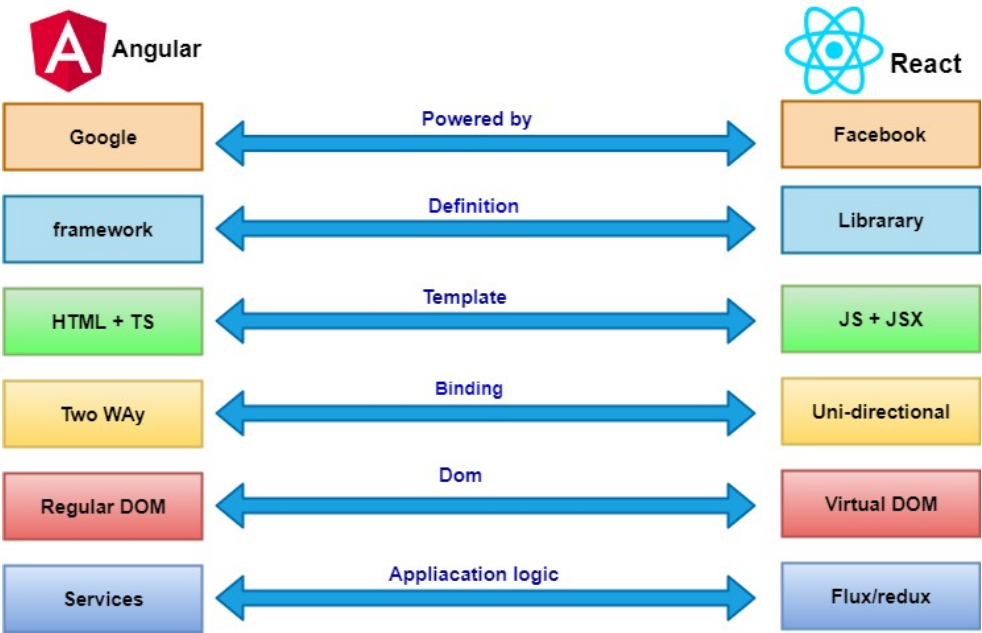 Angular
React
Google
Powered by
Facebook
framework
Definition
Librarary
HTML + TS
Template
JS + JSX
Two WAy
Binding
Uni-directional
Regular DOM
Dom
Virtual DOM
Services
Appliacation logic
Flux/redux